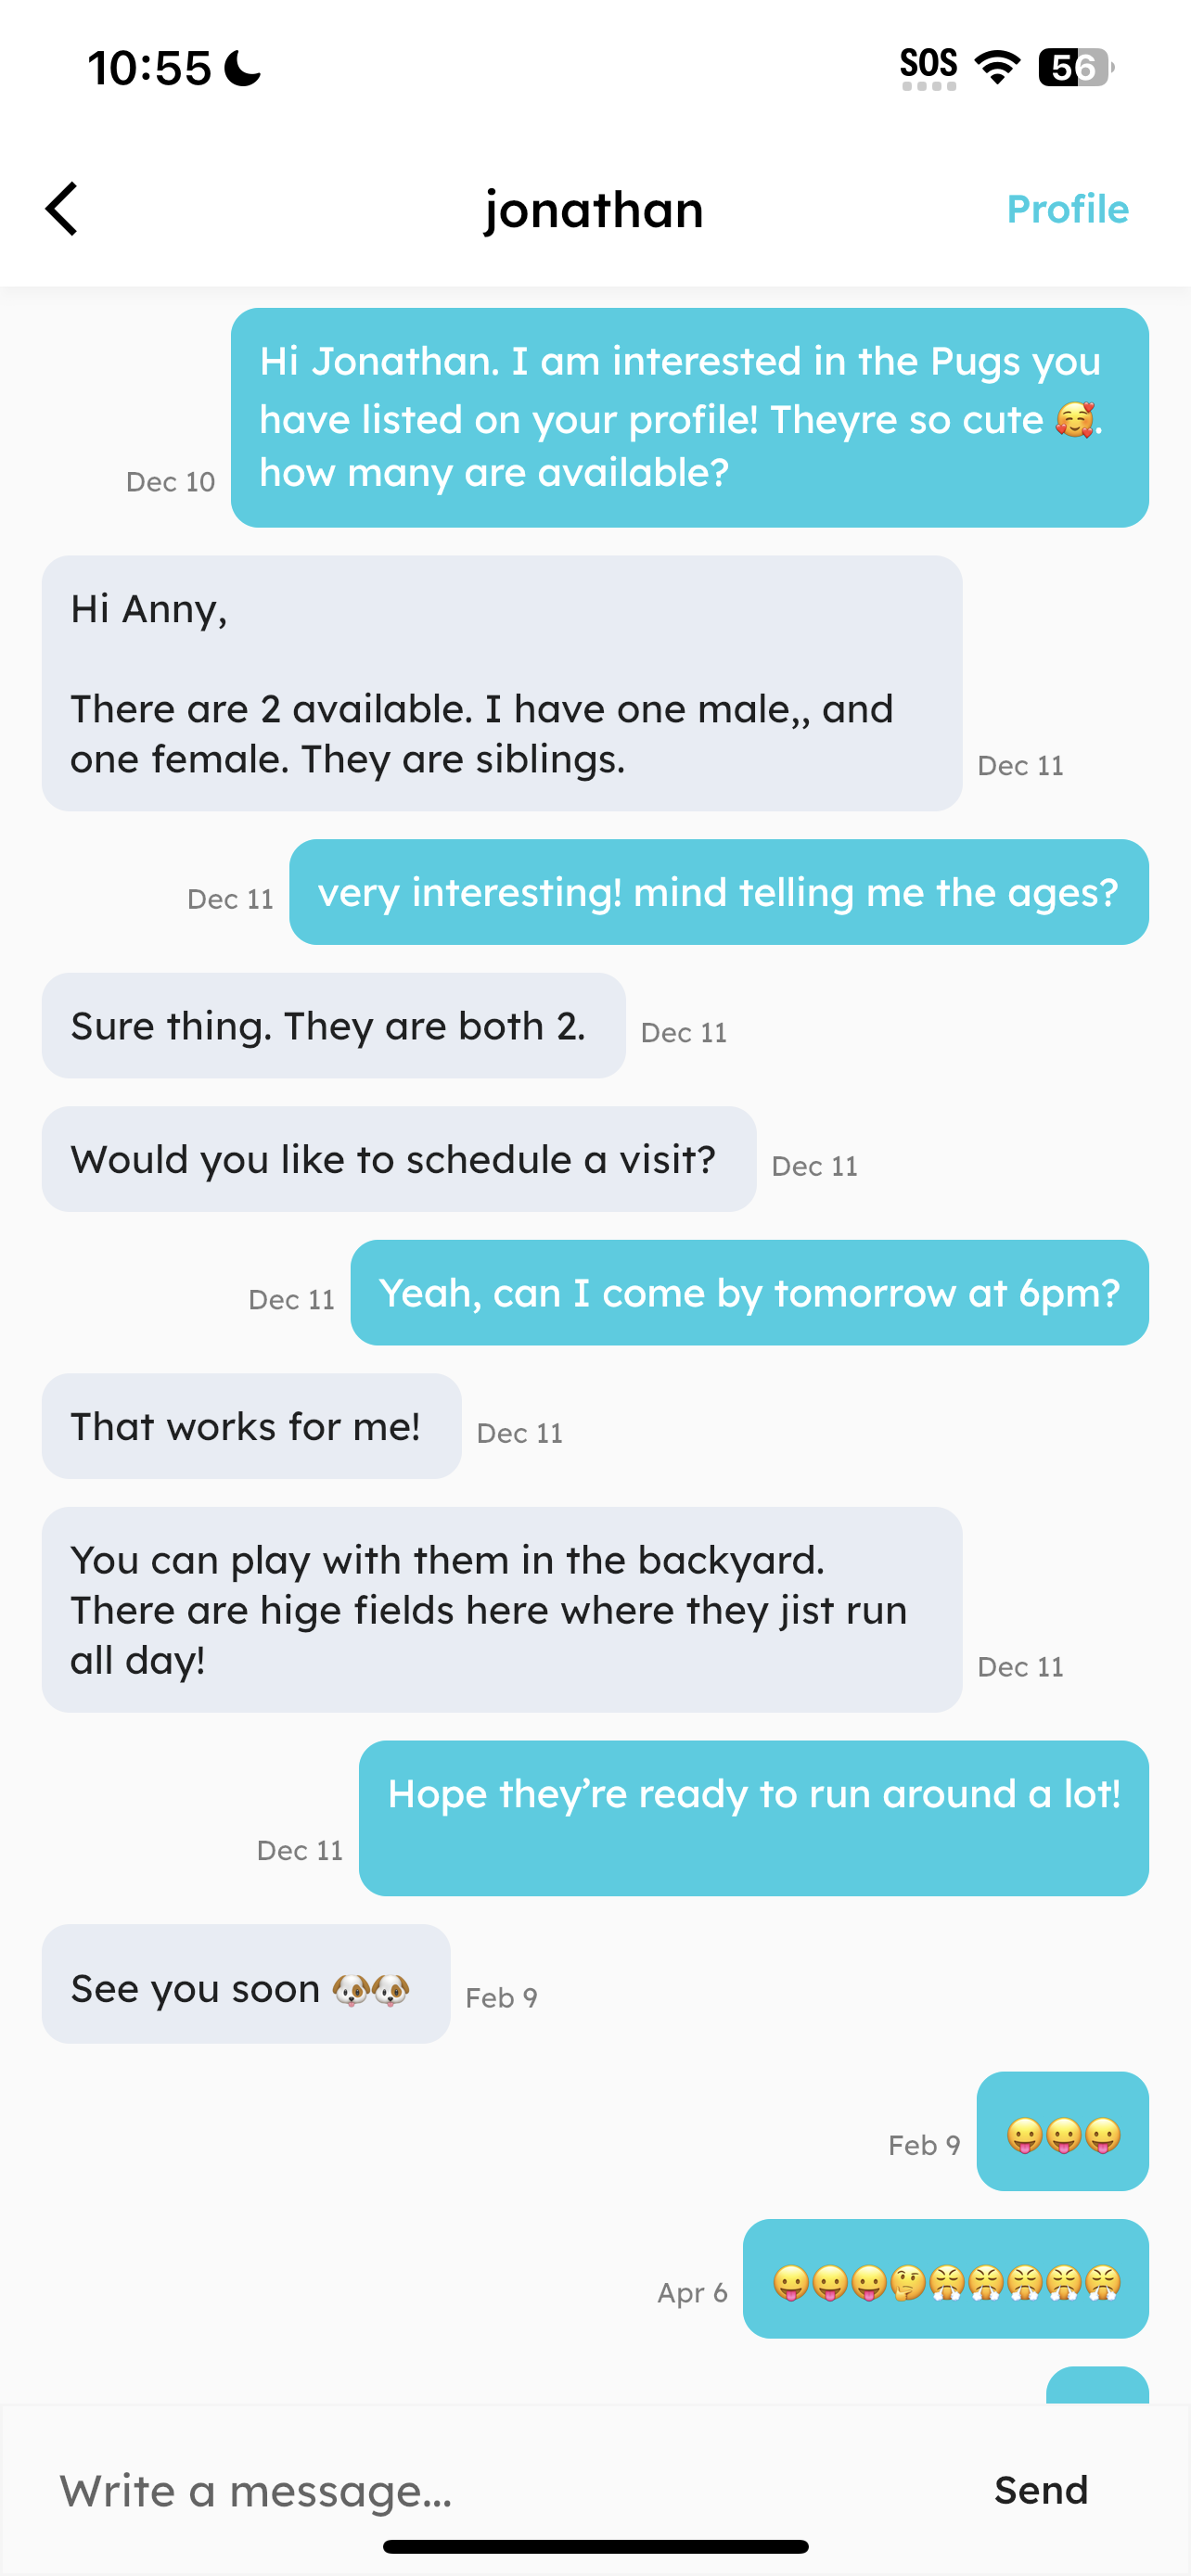 10:55
SOS
56
jonathan
Profile
Hi Jonathan. I am interested in the Pugs you
have listed on your profile! Theyre so cute 🥰.
how many are available?
Dec 10
Hi Anny,
There are 2 available. I have one male,, and
one female. They are siblings.
Dec 11
Dec 11
very interesting! mind telling me the ages?
Sure thing. They are both 2.
Dec 11
Would you like to schedule a visit?
Dec 11
Dec 11
Yeah, can I come by tomorrow at 6pm?
That works for me!
Dec 11
You can play with them in the backyard.
There are hige fields here where they jist run
all day!
Dec 11
Hope they’re ready to run around a lot!
Dec 11
See you soon 🐶🐶
Feb 9
Feb 9
😛😛😛
Apr 6
😛😛😛🤔😤😤😤😤😤
Write a message...
Send